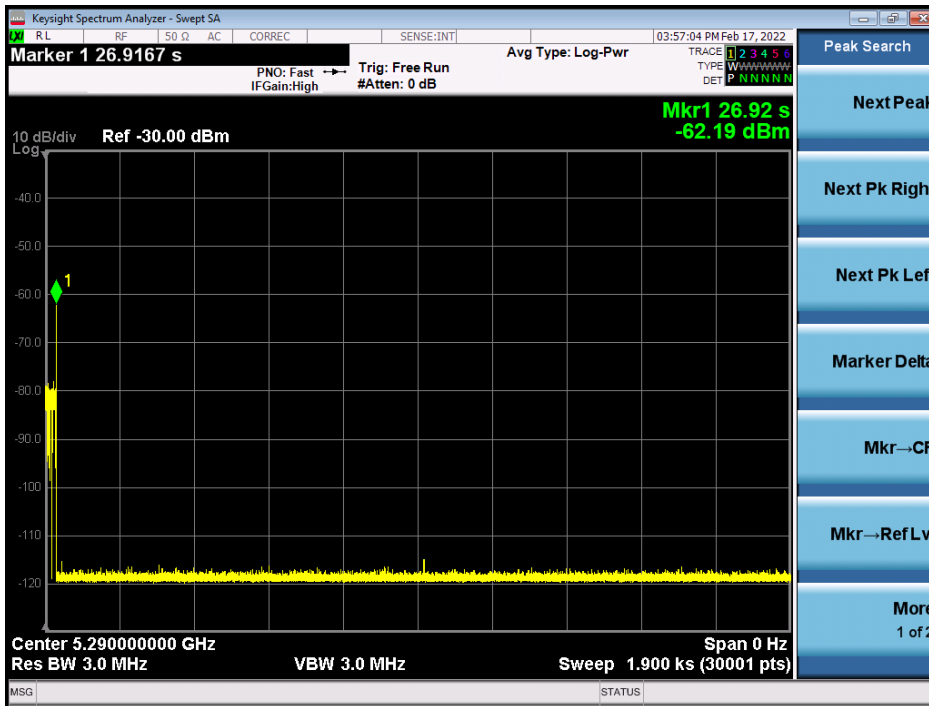 Keysight Spectrum Analyzer - Swept SA
LXI RL RF 50 Ω AC CORREC SENSE:INT 03:57:04 PM Feb 17, 2022
Marker 1 26.9167 s
PNO: Fast
IFGain:High
Trig: Free Run
#Atten: 0 dB
Avg Type: Log-Pwr
TRACE 1 2 3 4 5 6
TYPE WWWWWW
DET P N N N N N
Peak Search
Mkr1 26.92 s
-62.19 dBm
10 dB/div Ref -30.00 dBm
Log
1
-40.0
-50.0
-60.0
-70.0
-80.0
-90.0
-100
-110
-120
Center 5.290000000 GHz Span 0 Hz
Res BW 3.0 MHz VBW 3.0 MHz Sweep 1.900 ks (30001 pts)
MSG STATUS
Next Peak
Next Pk Righ
Next Pk Lef
Marker Delta
Mkr→CF
Mkr→Ref Lv
More
1 of 2